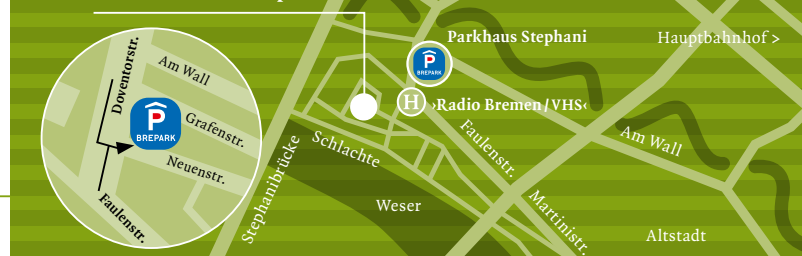 Doventorstr.
Am Wall
P
BREPARK
Grafenstr.
Neuenstr.
Faulenstr.
Stephanibrücke
Schlachte
Weser
Parkhaus Stephani
P
BREPARK
H
›Radio Bremen/VHS‹
Hauptbahnhof >
Faulenstr.
Am Wall
Martinistr.
Altstadt